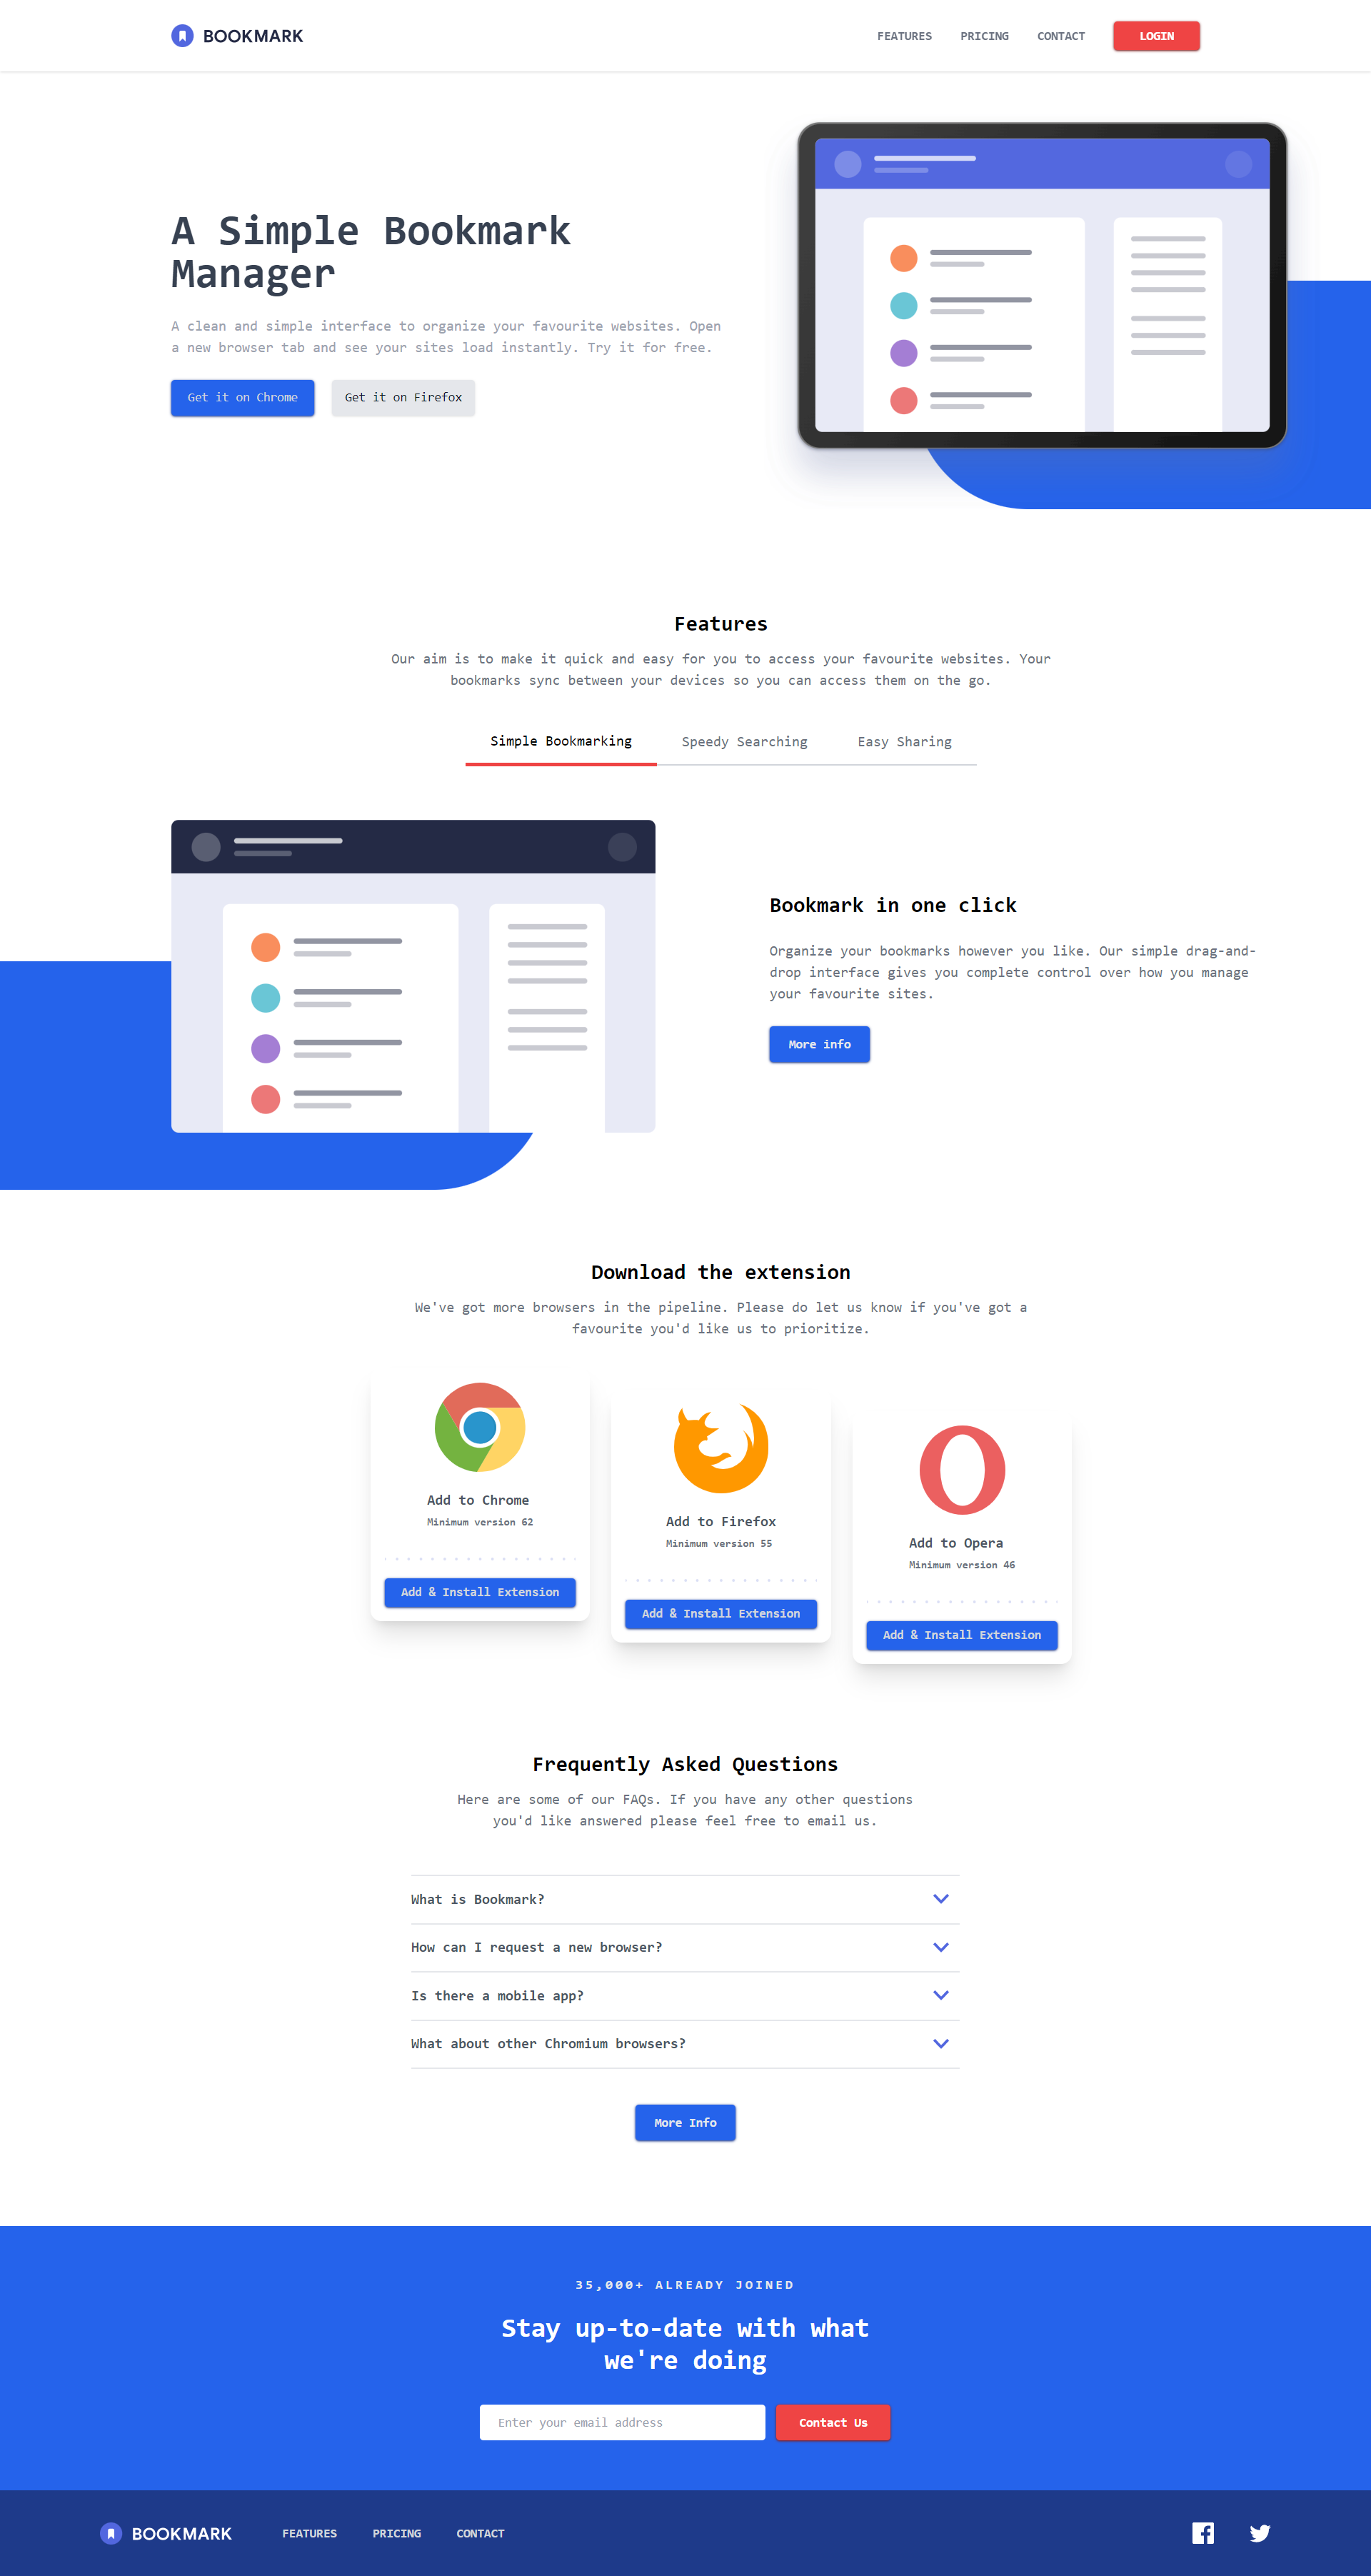 BOOKMARK
FEATURES PRICING CONTACT LOGIN
A Simple Bookmark
Manager
A clean and simple interface to organize your favourite websites. Open
a new browser tab and see your sites load instantly. Try it for free.
Get it on Chrome Get it on Firefox
Features
Our aim is to make it quick and easy for you to access your favourite websites. Your
bookmarks sync between your devices so you can access them on the go.
Simple Bookmarking Speedy Searching Easy Sharing
Bookmark in one click
Organize your bookmarks however you like. Our simple drag-and-
drop interface gives you complete control over how you manage
your favourite sites.
More info
Download the extension
We've got more browsers in the pipeline. Please do let us know if you've got a
favourite you'd like us to prioritize.
Add to Chrome
Minimum version 62
Add & Install Extension
Add to Firefox
Minimum version 55
Add & Install Extension
Add to Opera
Minimum version 46
Add & Install Extension
Frequently Asked Questions
Here are some of our FAQs. If you have any other questions
you'd like answered please feel free to email us.
What is Bookmark?
How can I request a new browser?
Is there a mobile app?
What about other Chromium browsers?
More Info
35,000+ ALREADY JOINED
Stay up-to-date with what
we're doing
Enter your email address Contact Us
BOOKMARK FEATURES PRICING CONTACT